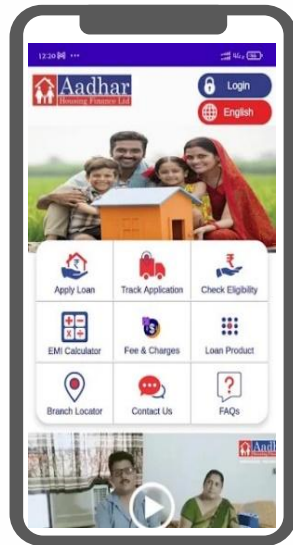 12:20
Aadhar
Housing Finance Ltd
Login
English
Apply Loan
Track Application
Check Eligibility
EMI Calculator
Fee & Charges
Loan Product
Branch Locator
Contact Us
FAQs